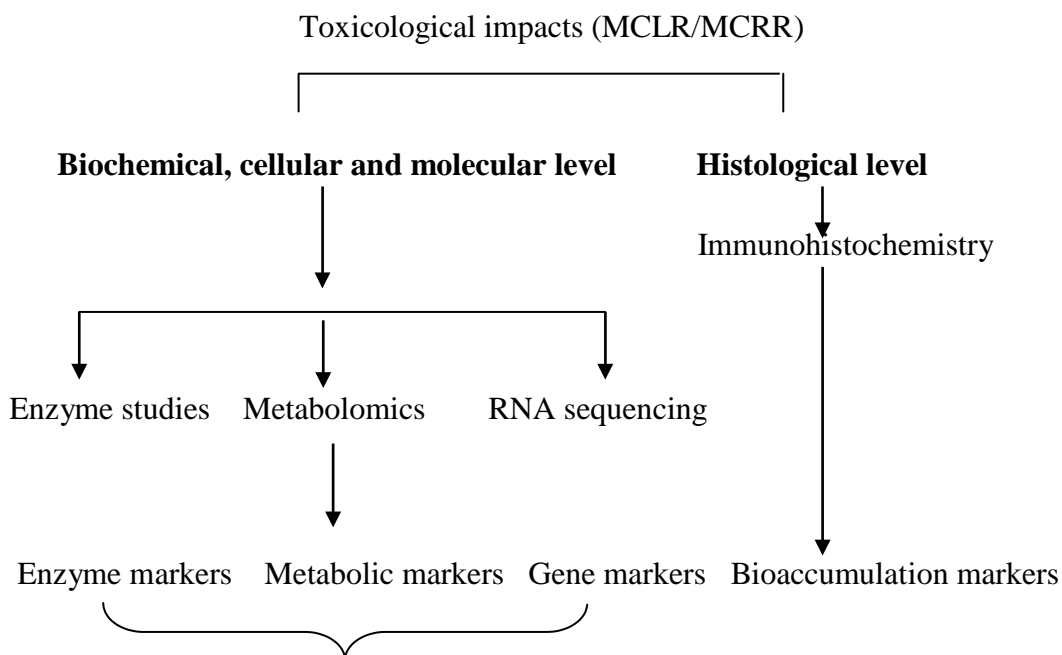 Toxicological impacts (MCLR/MCRR)
Biochemical, cellular and molecular level Histological level
Immunohistochemistry
Enzyme studies Metabolomics RNA sequencing
Enzyme markers Metabolic markers Gene markers Bioaccumulation markers